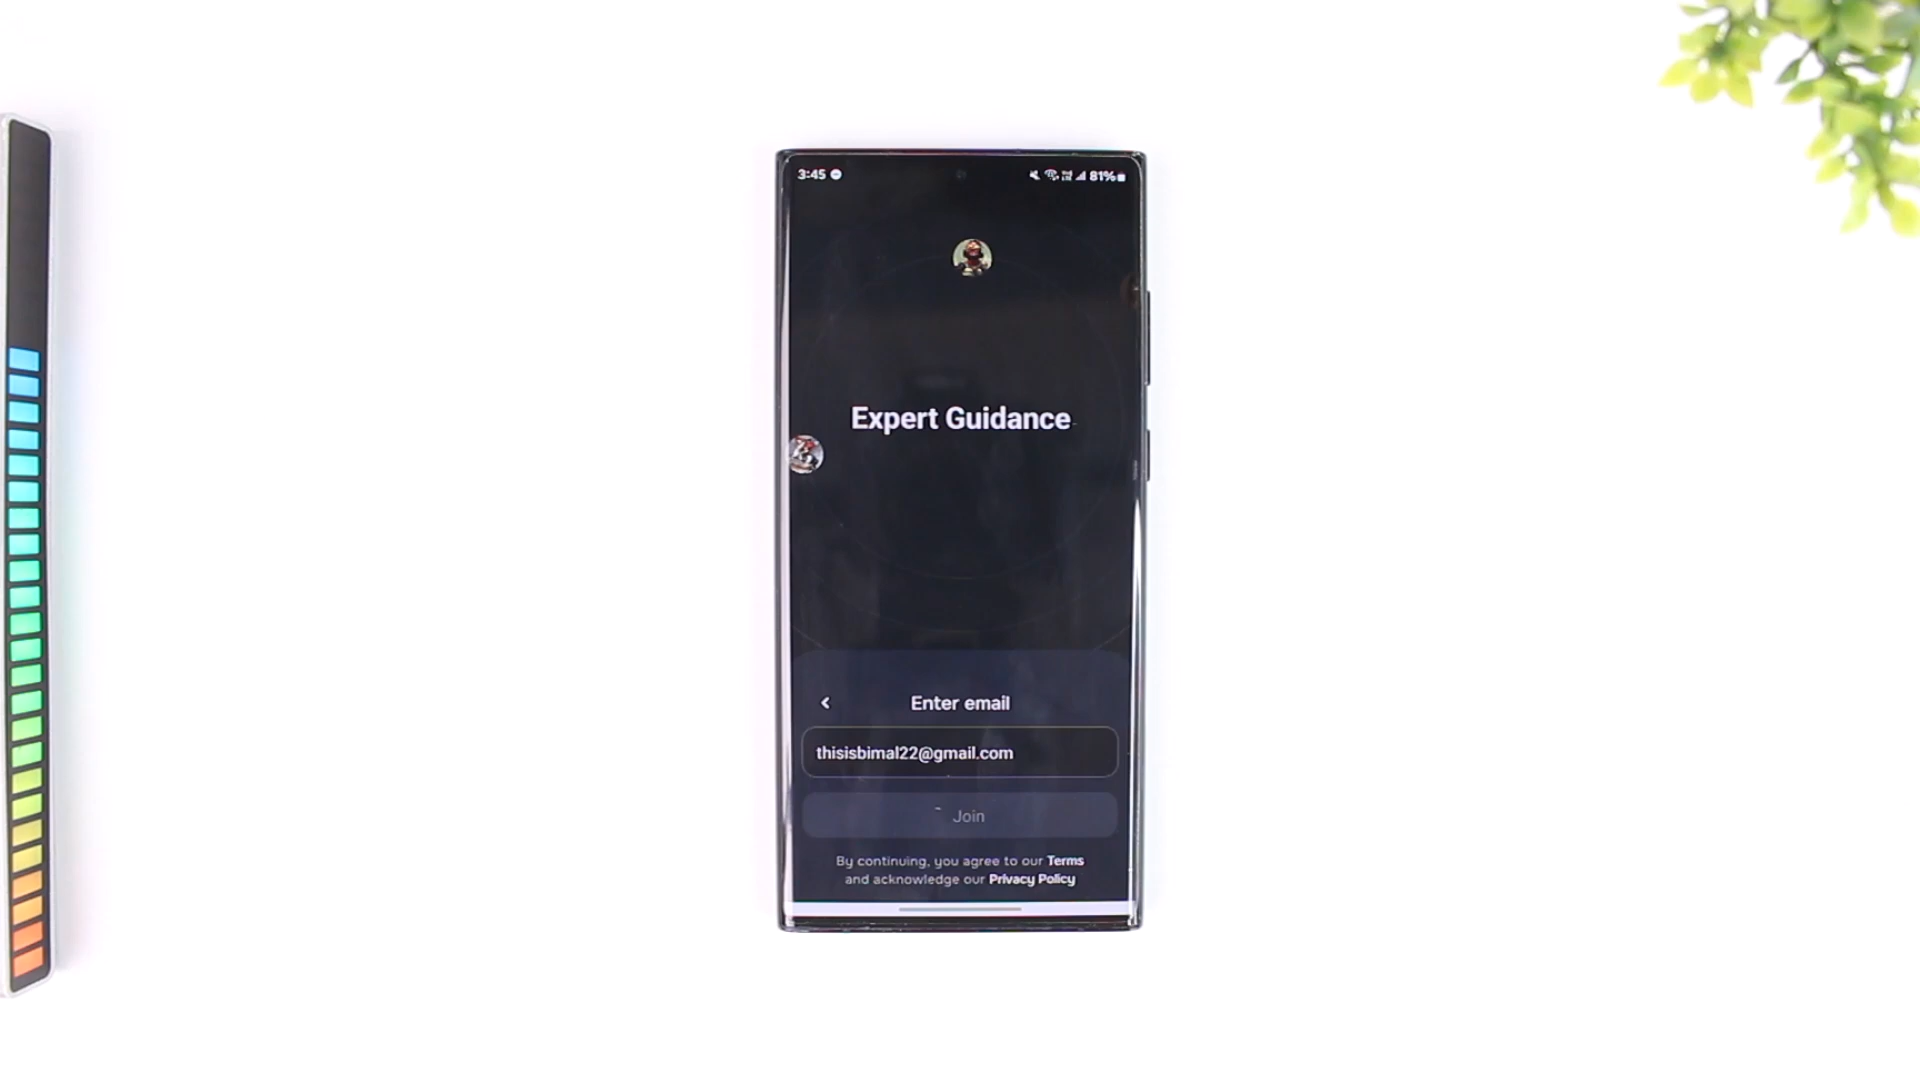 3:45
81%
Expert Guidance
Enter email
thisisbimal22@gmail.com
Join
By continuing, you agree to our Terms
and acknowledge our Privacy Policy